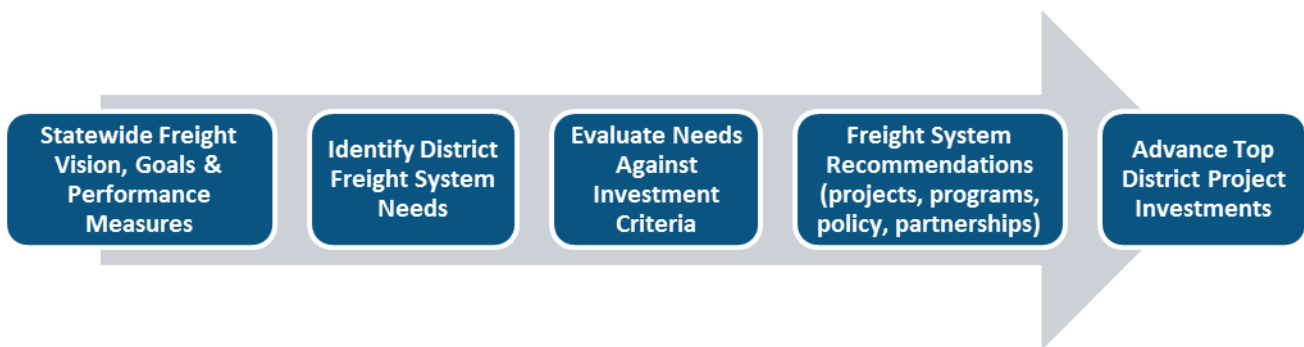 Statewide Freight
Vision, Goals &
Performance
Measures
Identify District
Freight System
Needs
Evaluate Needs
Against
Investment
Criteria
Freight System
Recommendations
(projects, programs,
policy, partnerships)
Advance Top
District Project
Investments